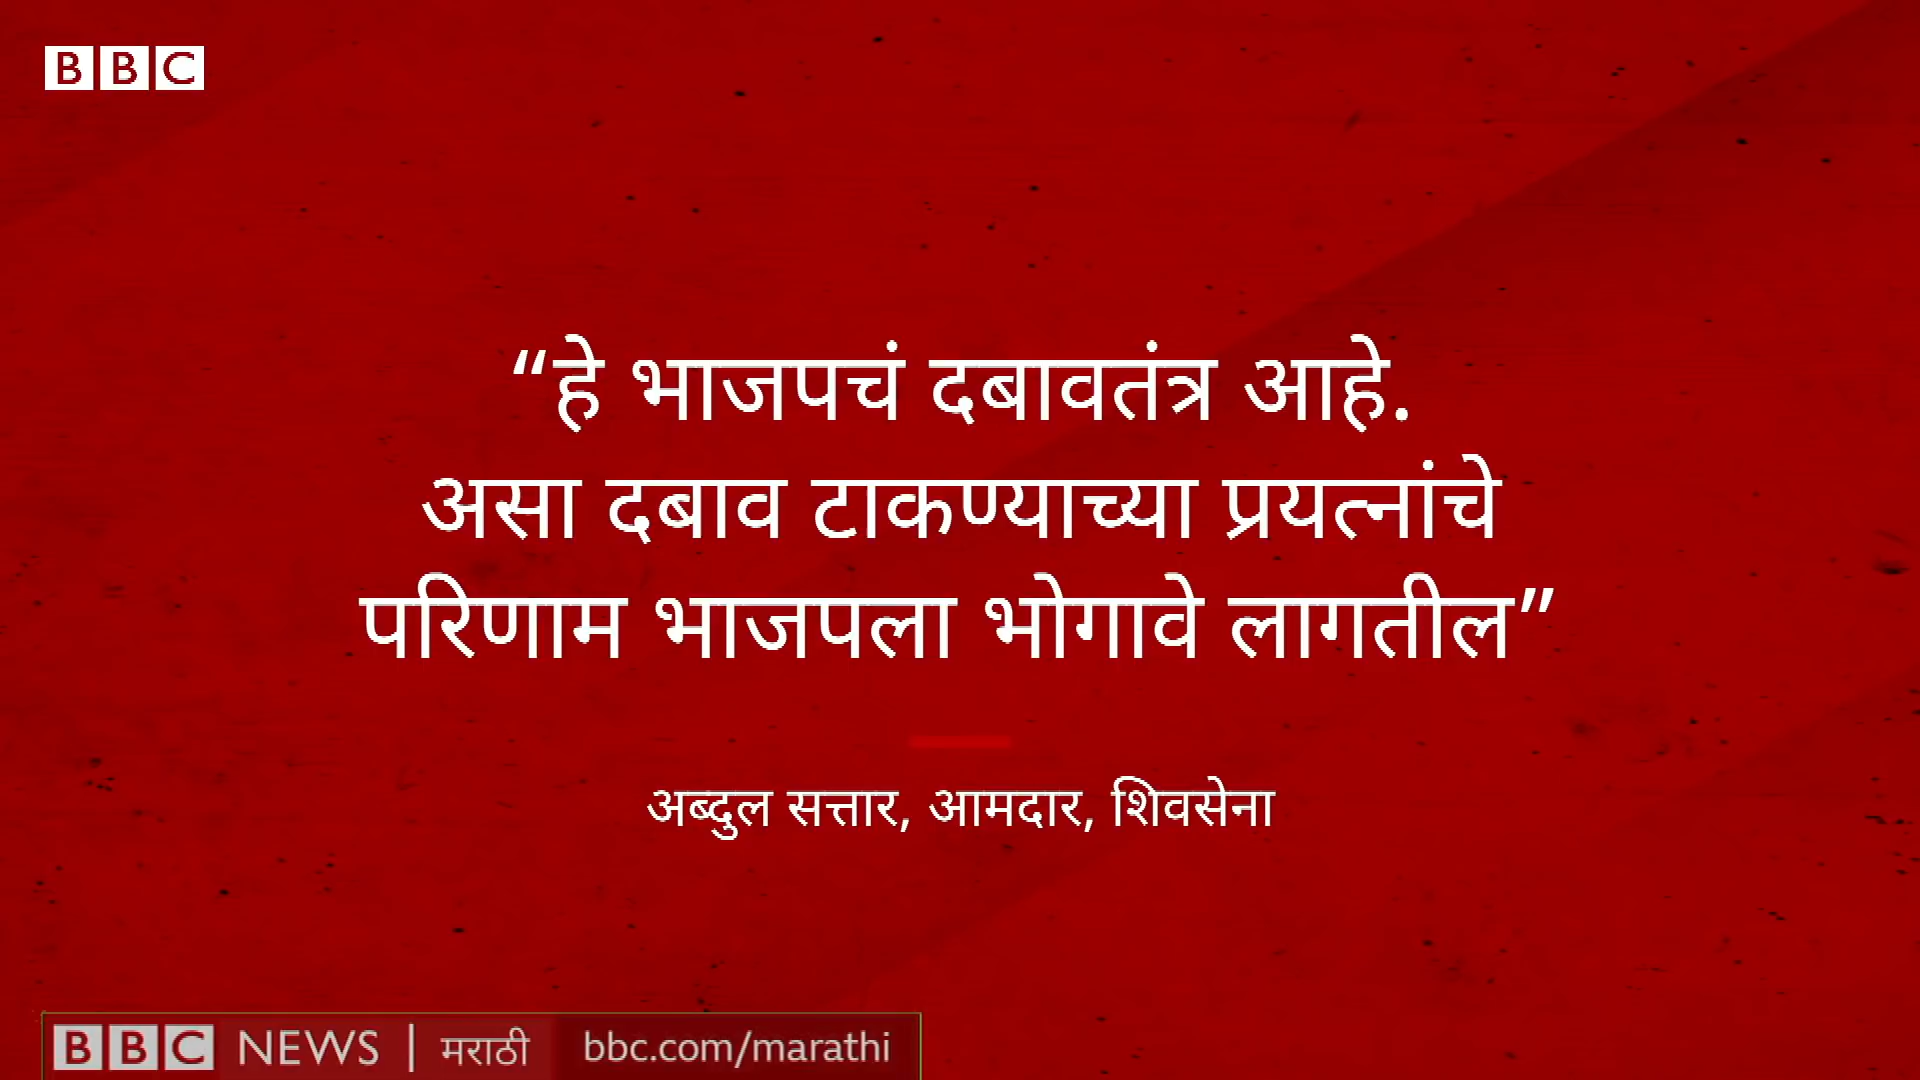 BBC
“हे भाजपचं दबावतंत्र आहे.
असा दबाव टाकण्याच्या प्रयत्नांचे
परिणाम भाजपला भोगावे लागतील”
अब्दुल सत्तार, आमदार, शिवसेना
BBC NEWS | मराठी bbc.com/marathi